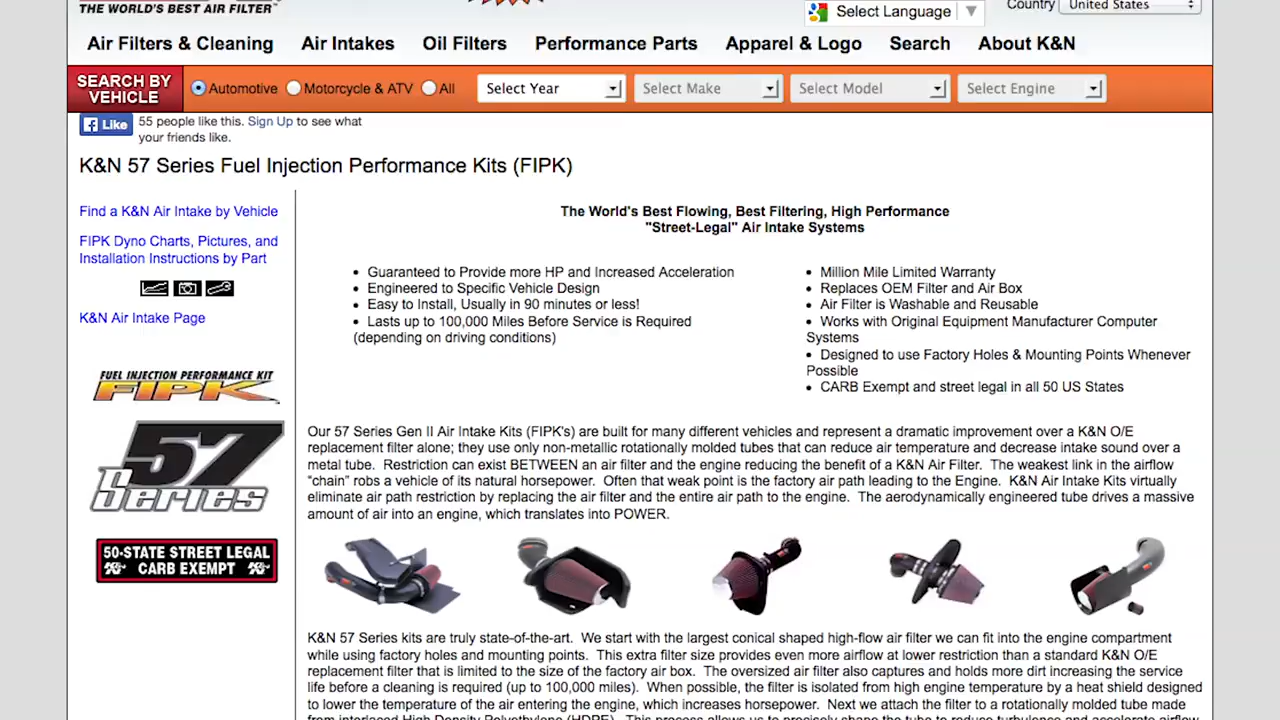 THE WORLD'S BEST AIR FILTER™
Select Language ▼
Country
United States
Air Filters & Cleaning
Air Intakes
Oil Filters
Performance Parts
Apparel & Logo
Search
About K&N
SEARCH BY
VEHICLE
Automotive
Motorcycle & ATV
All
Select Year
Select Make
Select Model
Select Engine
Like
55 people like this. Sign Up to see what
your friends like.
K&N 57 Series Fuel Injection Performance Kits (FIPK)
Find a K&N Air Intake by Vehicle
FIPK Dyno Charts, Pictures, and
Installation Instructions by Part
K&N Air Intake Page
FUEL INJECTION PERFORMANCE KIT
FIPK
57
Series
50-STATE STREET LEGAL
K&N CARB EXEMPT K&N
The World's Best Flowing, Best Filtering, High Performance
"Street-Legal" Air Intake Systems
• Guaranteed to Provide more HP and Increased Acceleration
• Engineered to Specific Vehicle Design
• Easy to Install, Usually in 90 minutes or less!
• Lasts up to 100,000 Miles Before Service is Required
(depending on driving conditions)
• Million Mile Limited Warranty
• Replaces OEM Filter and Air Box
• Air Filter is Washable and Reusable
• Works with Original Equipment Manufacturer Computer
Systems
• Designed to use Factory Holes & Mounting Points Whenever
Possible
• CARB Exempt and street legal in all 50 US States
Our 57 Series Gen II Air Intake Kits (FIPK's) are built for many different vehicles and represent a dramatic improvement over a K&N O/E
replacement filter alone; they use only non-metallic rotationally molded tubes that can reduce air temperature and decrease intake sound over a
metal tube. Restriction can exist BETWEEN an air filter and the engine reducing the benefit of a K&N Air Filter. The weakest link in the airflow
"chain" robs a vehicle of its natural horsepower. Often that weak point is the factory air path leading to the Engine. K&N Air Intake Kits virtually
eliminate air path restriction by replacing the air filter and the entire air path to the engine. The aerodynamically engineered tube drives a massive
amount of air into an engine, which translates into POWER.
K&N 57 Series kits are truly state-of-the-art. We start with the largest conical shaped high-flow air filter we can fit into the engine compartment
while using factory holes and mounting points. This extra filter size provides even more airflow at lower restriction than a standard K&N O/E
replacement filter that is limited to the size of the factory air box. The oversized air filter also captures and holds more dirt increasing the service
life before a cleaning is required (up to 100,000 miles). When possible, the filter is isolated from high engine temperature by a heat shield designed
to lower the temperature of the air entering the engine, which increases horsepower. Next we attach the filter to a rotationally molded tube made
from interlaced High Density Polyethylene (HDPE). This process allows us to precisely shape the tube to reduce turbulence and accelerate airflow